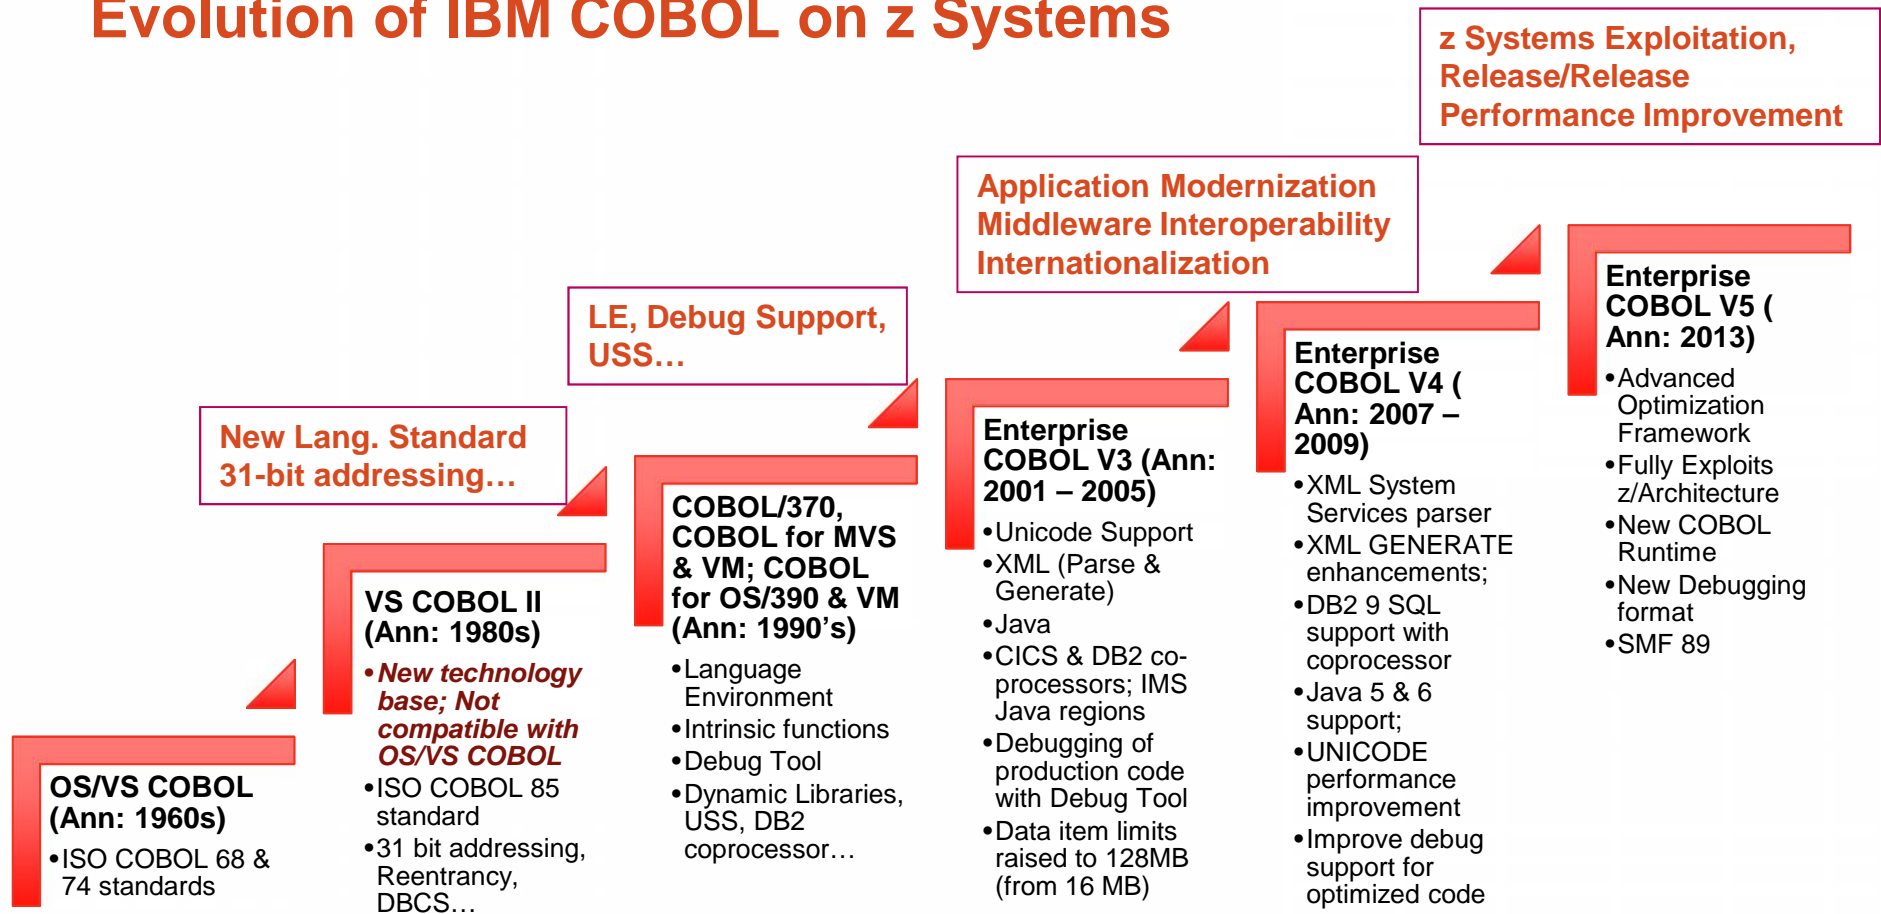 Evolution of IBM COBOL on z Systems
z Systems Exploitation,
Release/Release
Performance Improvement
Application Modernization
Middleware Interoperability
Internationalization
LE, Debug Support,
USS…
New Lang. Standard
31-bit addressing…
OS/VS COBOL
(Ann: 1960s)
•ISO COBOL 68 &
74 standards
VS COBOL II
(Ann: 1980s)
•New technology
base; Not
compatible with
OS/VS COBOL
•ISO COBOL 85
standard
•31 bit addressing,
Reentrancy,
DBCS…
COBOL/370,
COBOL for MVS
& VM; COBOL
for OS/390 & VM
(Ann: 1990's)
•Language
Environment
•Intrinsic functions
•Debug Tool
•Dynamic Libraries,
USS, DB2
coprocessor…
Enterprise
COBOL V3 (Ann:
2001 – 2005)
•Unicode Support
•XML (Parse &
Generate)
•Java
•CICS & DB2 co-
processors; IMS
Java regions
•Debugging of
production code
with Debug Tool
•Data item limits
raised to 128MB
(from 16 MB)
Enterprise
COBOL V4 (
Ann: 2007 –
2009)
•XML System
Services parser
•XML GENERATE
enhancements;
•DB2 9 SQL
support with
coprocessor
•Java 5 & 6
support;
•UNICODE
performance
improvement
•Improve debug
support for
optimized code
Enterprise
COBOL V5 (
Ann: 2013)
•Advanced
Optimization
Framework
•Fully Exploits
z/Architecture
•New COBOL
Runtime
•New Debugging
format
•SMF 89